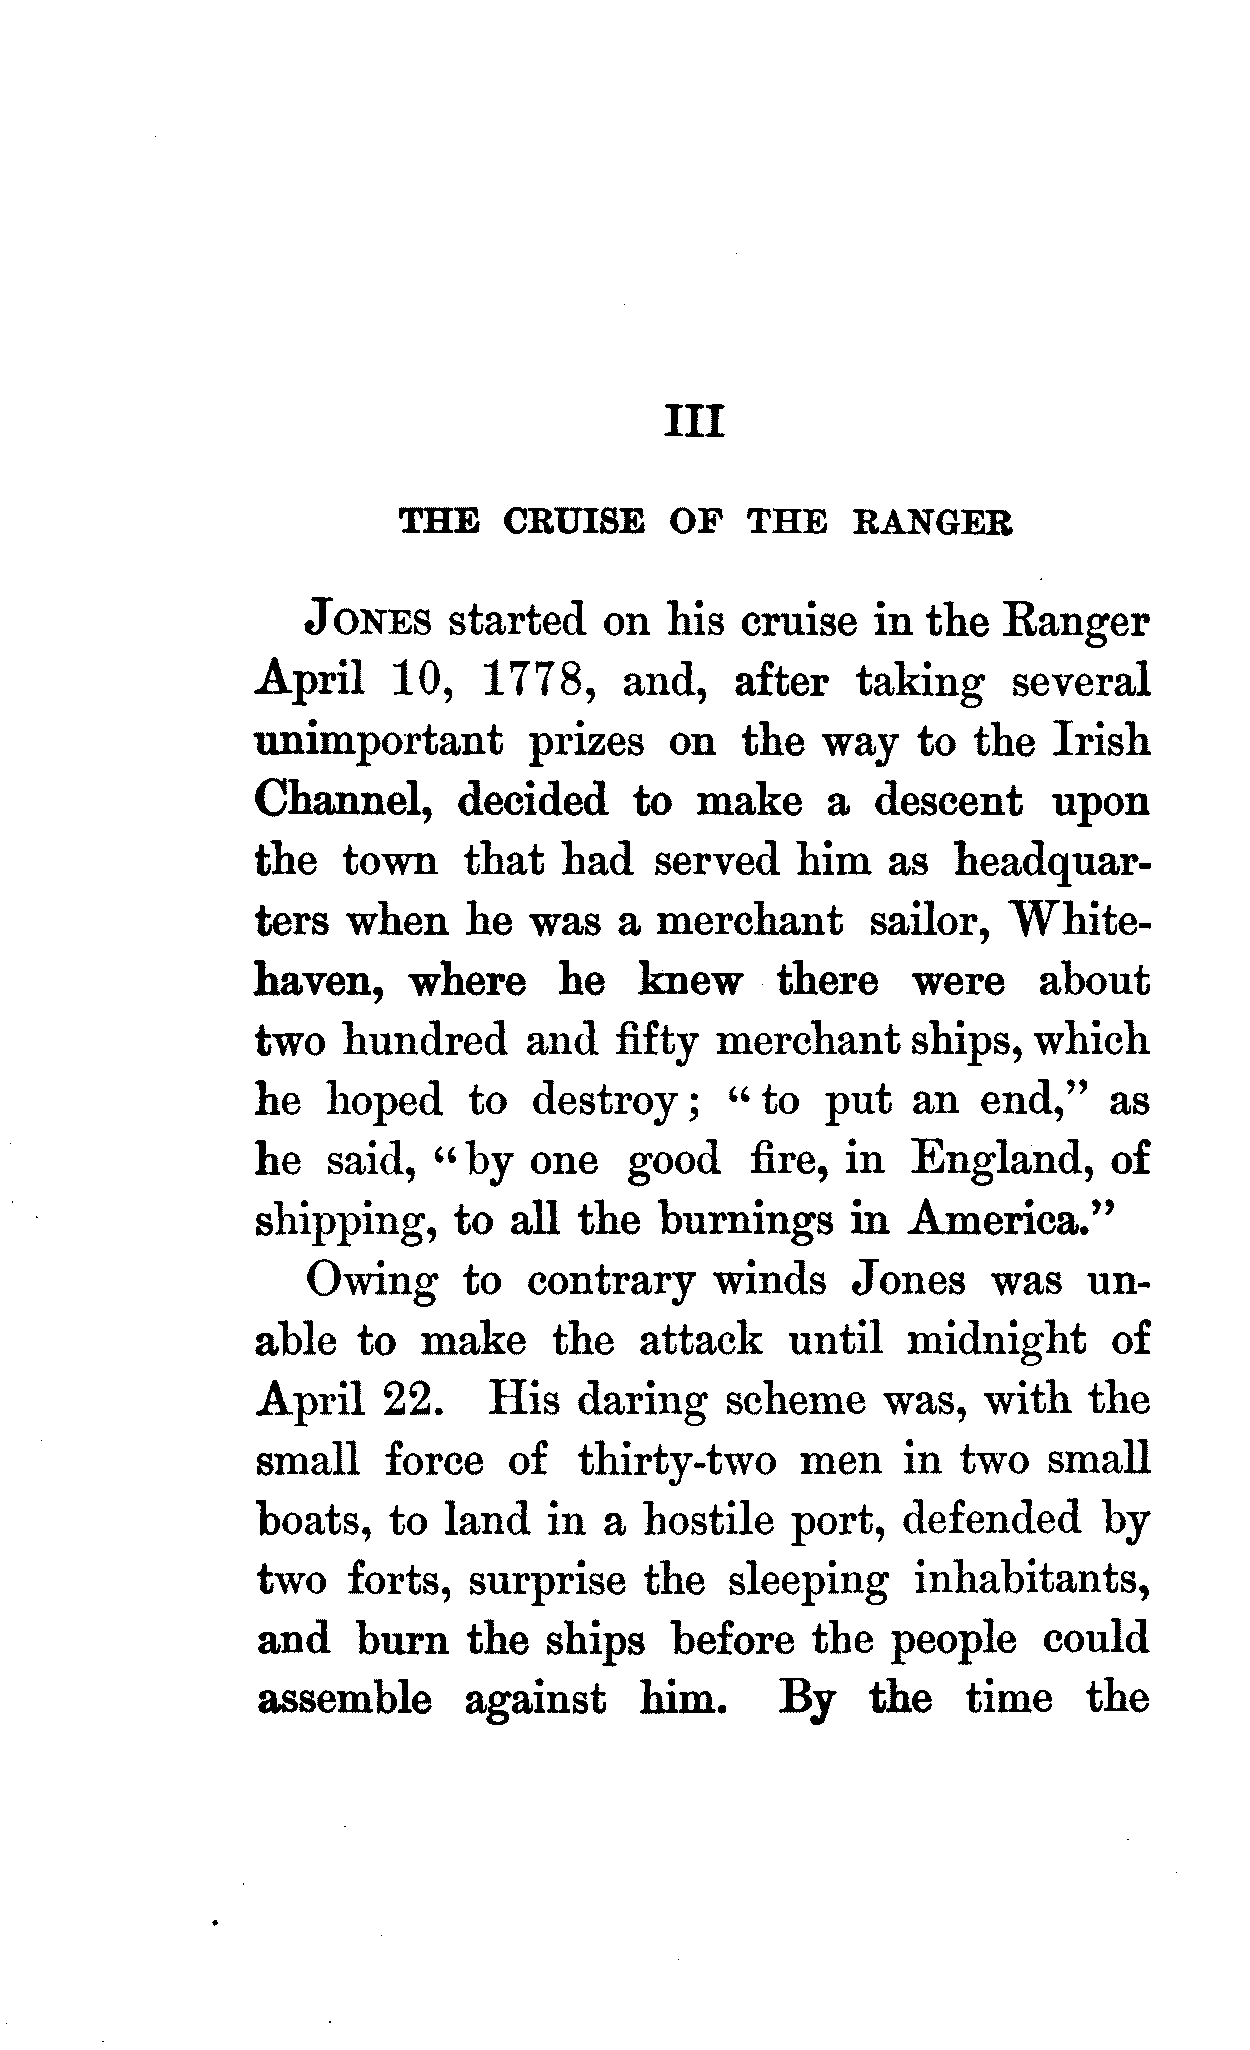 III
THE CRUISE OF THE RANGER
JONES started on his cruise in the Ranger
April 10, 1778, and, after taking several
unimportant prizes on the way to the Irish
Channel, decided to make a descent upon
the town that had served him as headquar-
ters when he was a merchant sailor, White-
haven, where he knew there were about
two hundred and fifty merchant ships, which
he hoped to destroy; “to put an end,” as
he said, “by one good fire, in England, of
shipping, to all the burnings in America.”
Owing to contrary winds Jones was un-
able to make the attack until midnight of
April 22. His daring scheme was, with the
small force of thirty-two men in two small
boats, to land in a hostile port, defended by
two forts, surprise the sleeping inhabitants,
and burn the ships before the people could
assemble against him. By the time the